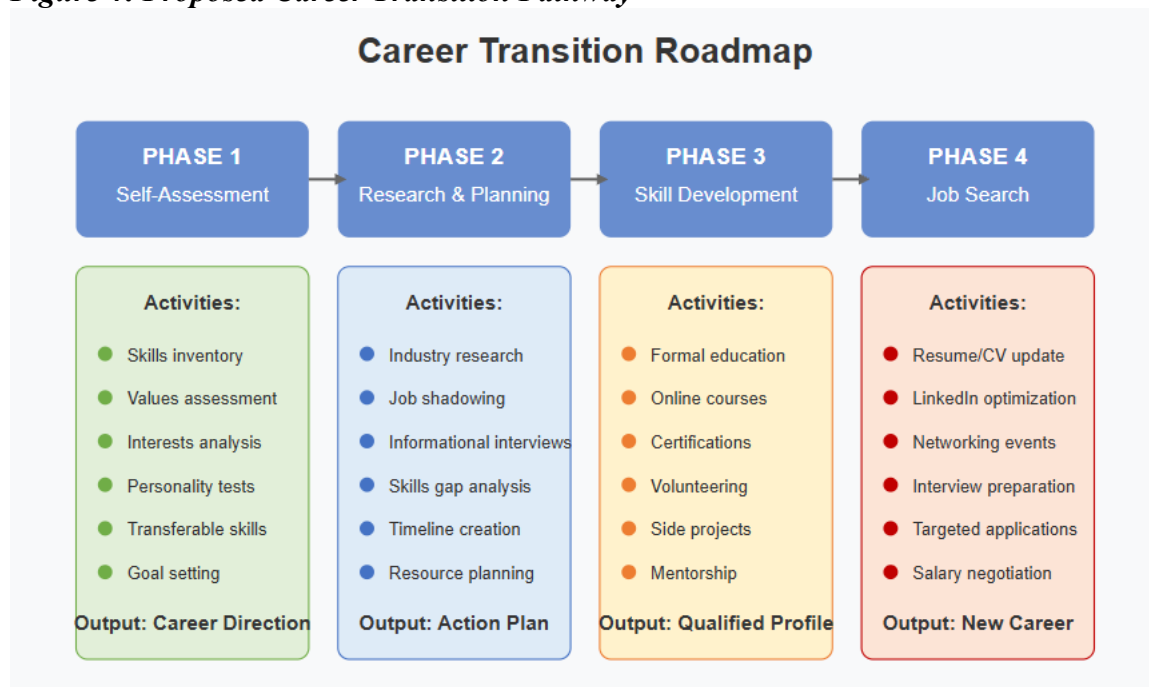 Career Transition Roadmap
PHASE 1
Self-Assessment
PHASE 2
Research & Planning
PHASE 3
Skill Development
PHASE 4
Job Search
Activities:
Skills inventory
Values assessment
Interests analysis
Personality tests
Transferable skills
Goal setting
Output: Career Direction
Activities:
Industry research
Job shadowing
Informational interviews
Skills gap analysis
Timeline creation
Resource planning
Output: Action Plan
Activities:
Formal education
Online courses
Certifications
Volunteering
Side projects
Mentorship
Output: Qualified Profile
Activities:
Resume/CV update
LinkedIn optimization
Networking events
Interview preparation
Targeted applications
Salary negotiation
Output: New Career